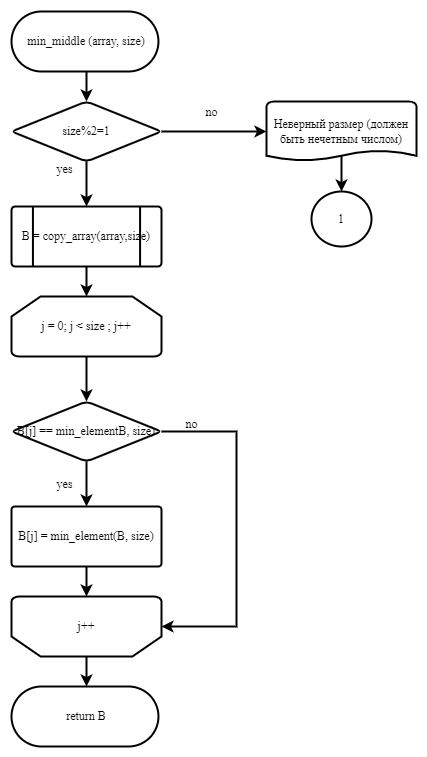 min_middle (array, size)
size%2=1
no
Неверный размер (должен
быть нечетным числом)
yes
1
B = copy_array(array,size)
j = 0; j < size ; j++
B[j] == min_elementB, size)
no
yes
B[j] = min_element(B, size)
j++
return B